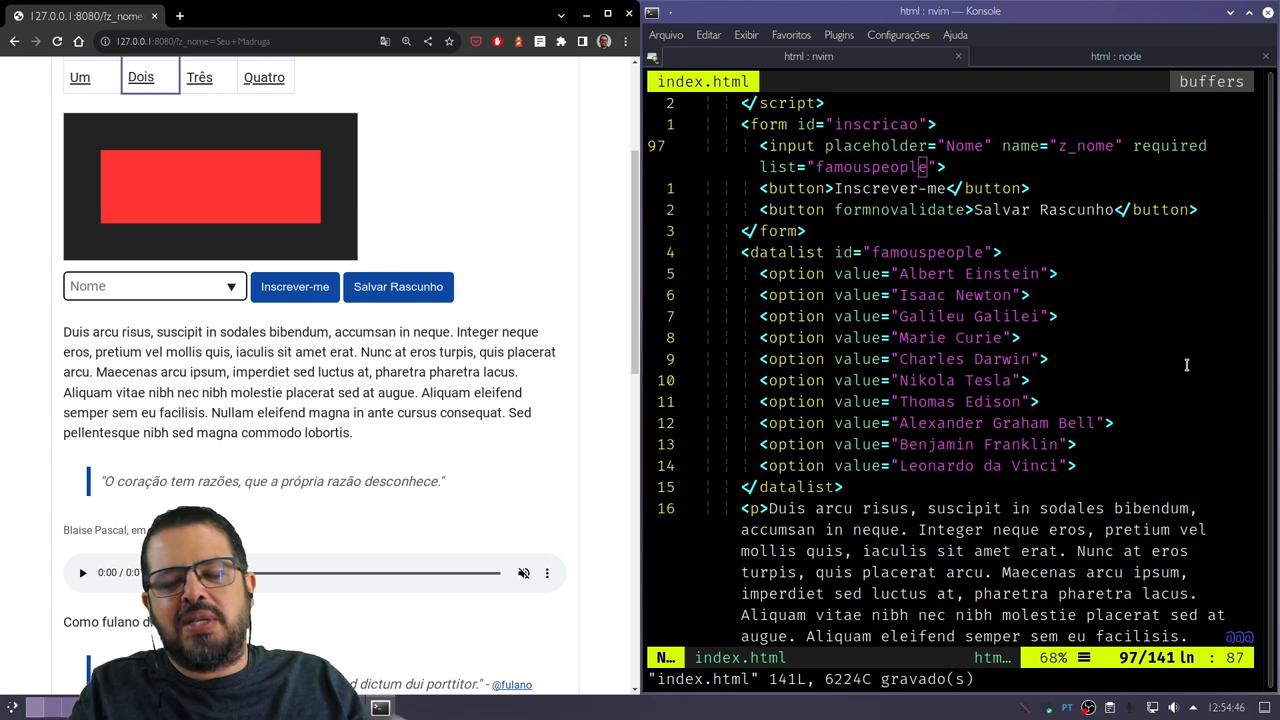 127.0.0.1:8080/?z_nome
127.0.0.1:8080/?z_nome=Seu+Madruga
Um
Dois
Três
Quatro
Nome
Inscrever-me
Salvar Rascunho
Duis arcu risus, suscipit in sodales bibendum, accumsan in neque. Integer neque
eros, pretium vel mollis quis, iaculis sit amet erat. Nunc at eros turpis, quis placerat
arcu. Maecenas arcu ipsum, imperdiet sed luctus at, pharetra pharetra lacus.
Aliquam vitae nibh nec nibh molestie placerat sed at augue. Aliquam eleifend
semper sem eu facilisis. Nullam eleifend magna in ante cursus consequat. Sed
pellentesque nibh sed magna commodo lobortis.
"O coração tem razões, que a própria razão desconhece."
Blaise Pascal, em
0:00 / 0:0
Como fulano d
d dictum dui porttitor." - @fulano
html : nvim — Konsole
Arquivo Editar Exibir Favoritos Plugins Configurações Ajuda
html : nvim
html : node
index.html
buffers
2 </script>
1 <form id="inscricao">
97 <input placeholder="Nome" name="z_nome" required
list="famouspeople">
1 <button>Inscrever-me</button>
2 <button formnovalidate>Salvar Rascunho</button>
3 </form>
4 <datalist id="famouspeople">
5 <option value="Albert Einstein">
6 <option value="Isaac Newton">
7 <option value="Galileu Galilei">
8 <option value="Marie Curie">
9 <option value="Charles Darwin">
10 <option value="Nikola Tesla">
11 <option value="Thomas Edison">
12 <option value="Alexander Graham Bell">
13 <option value="Benjamin Franklin">
14 <option value="Leonardo da Vinci">
15 </datalist>
16 <p>Duis arcu risus, suscipit in sodales bibendum,
accumsan in neque. Integer neque eros, pretium vel
mollis quis, iaculis sit amet erat. Nunc at eros
turpis, quis placerat arcu. Maecenas arcu ipsum,
imperdiet sed luctus at, pharetra pharetra lacus.
Aliquam vitae nibh nec nibh molestie placerat sed at
augue. Aliquam eleifend semper sem eu facilisis. @@@
N… index.html htm… 68% ≡ 97/141 ln : 87
"index.html" 141L, 6224C gravado(s)
PT
12:54:46